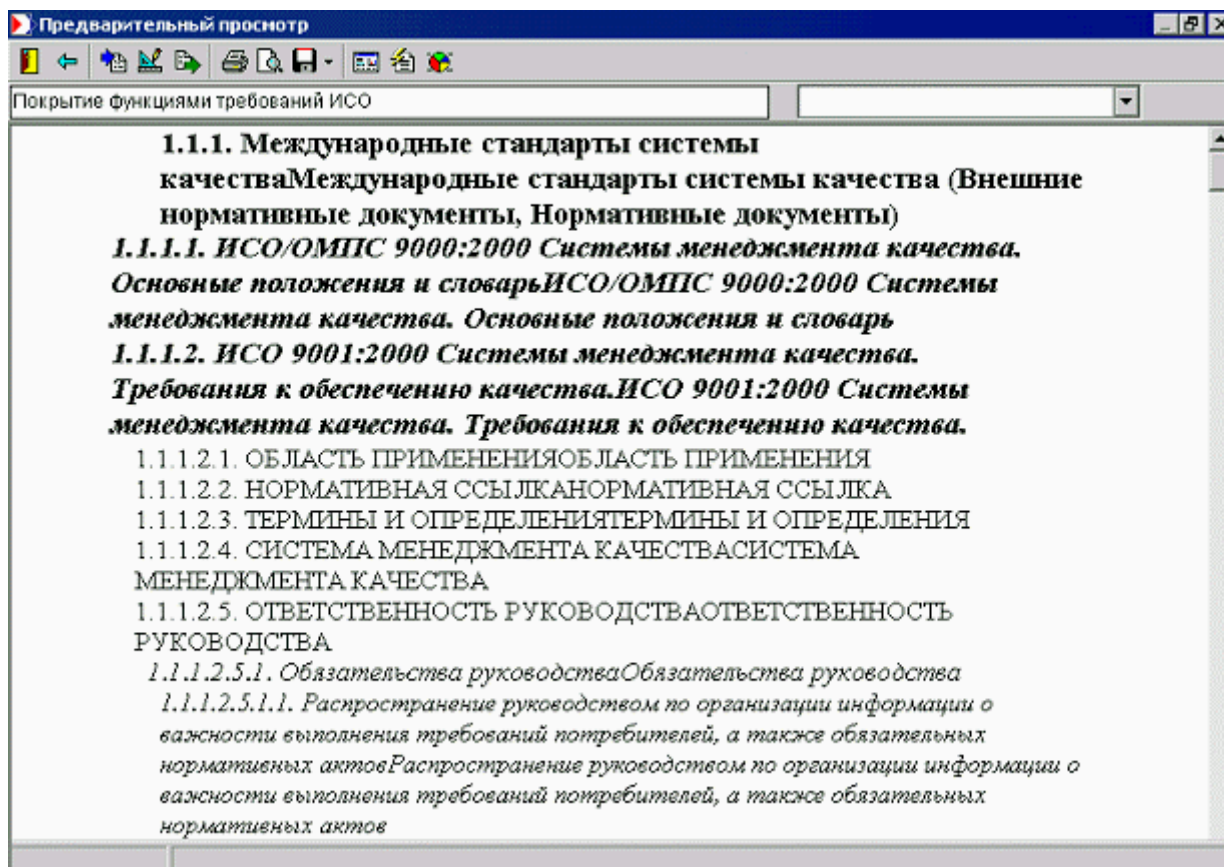 Предварительный просмотр
Покрытие функциями требований ИСО
1.1.1. Международные стандарты системы
качестваМеждународные стандарты системы качества (Внешние
нормативные документы, Нормативные документы)
1.1.1.1. ИСО/ОМПС 9000:2000 Системы менеджмента качества.
Основные положения и словарьИСО/ОМПС 9000:2000 Системы
менеджмента качества. Основные положения и словарь
1.1.1.2. ИСО 9001:2000 Системы менеджмента качества.
Требования к обеспечению качества.ИСО 9001:2000 Системы
менеджмента качества. Требования к обеспечению качества.
1.1.1.2.1. ОБЛАСТЬ ПРИМЕНЕНИЯОБЛАСТЬ ПРИМЕНЕНИЯ
1.1.1.2.2. НОРМАТИВНАЯ ССЫЛКАНОРМАТИВНАЯ ССЫЛКА
1.1.1.2.3. ТЕРМИНЫ И ОПРЕДЕЛЕНИЯТЕРМИНЫ И ОПРЕДЕЛЕНИЯ
1.1.1.2.4. СИСТЕМА МЕНЕДЖМЕНТА КАЧЕСТВАСИСТЕМА
МЕНЕДЖМЕНТА КАЧЕСТВА
1.1.1.2.5. ОТВЕТСТВЕННОСТЬ РУКОВОДСТВАОТВЕТСТВЕННОСТЬ
РУКОВОДСТВА
1.1.1.2.5.1. Обязательства руководстваОбязательства руководства
1.1.1.2.5.1.1. Распространение руководством по организации информации о
важности выполнения требований потребителей, а также обязательных
нормативных актовРаспространение руководством по организации информации о
важности выполнения требований потребителей, а также обязательных
нормативных актов